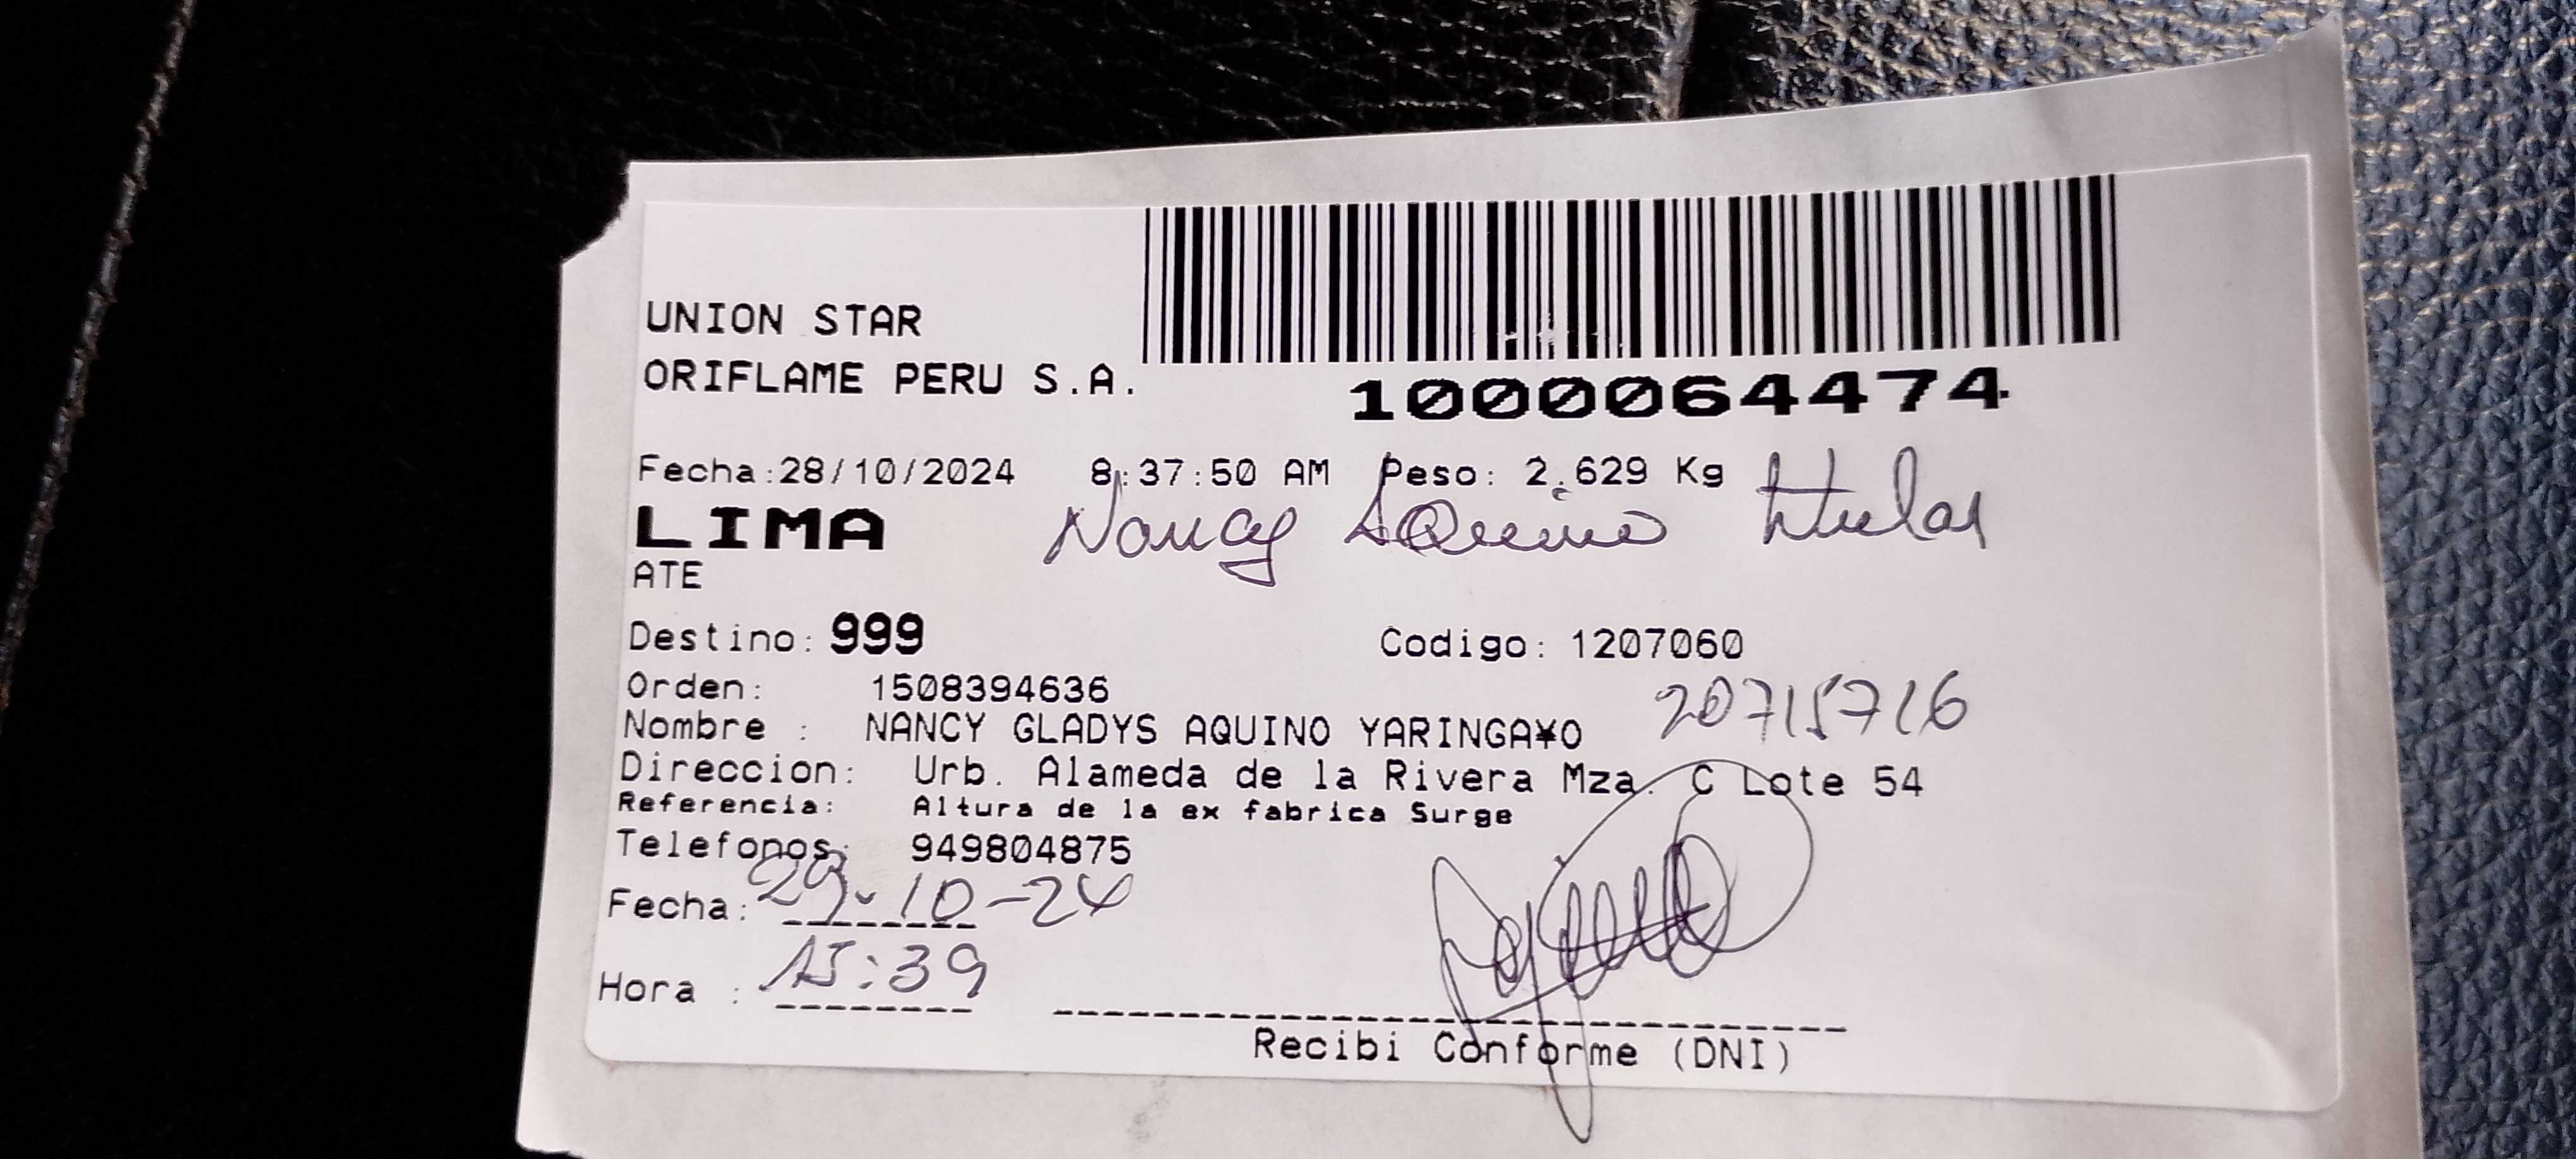 UNION STAR
ORIFLAME PERU S.A.
1000064474
Fecha:28/10/2024 8:37:50 AM Peso: 2.629 Kg
LIMA Nancy Aquino titular
ATE
Destino: 999 Codigo: 1207060
Orden: 1508394636
20715716
Nombre : NANCY GLADYS AQUINO YARINGA¥O
Direccion: Urb. Alameda de la Rivera Mza. C Lote 54
Referencia: Altura de la ex fabrica Surge
Telefonos: 949804875
Fecha: 29-10-24
Hora : 15:39
Recibi Conforme (DNI)